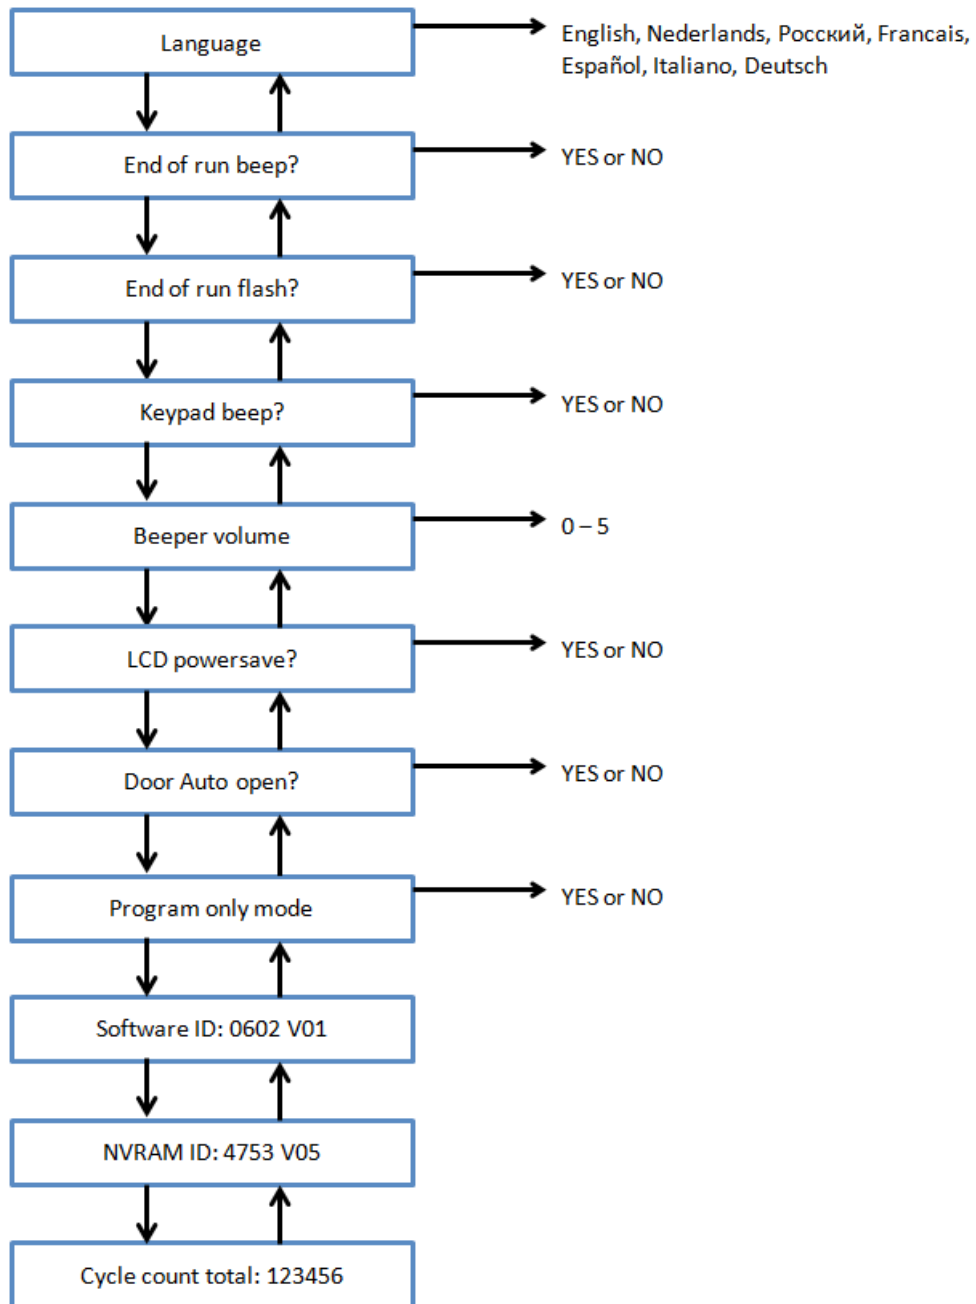 Language
English, Nederlands, Росский, Francais,
Español, Italiano, Deutsch
End of run beep?
YES or NO
End of run flash?
YES or NO
Keypad beep?
YES or NO
Beeper volume
0 – 5
LCD powersave?
YES or NO
Door Auto open?
YES or NO
Program only mode
YES or NO
Software ID: 0602 V01
NVRAM ID: 4753 V05
Cycle count total: 123456